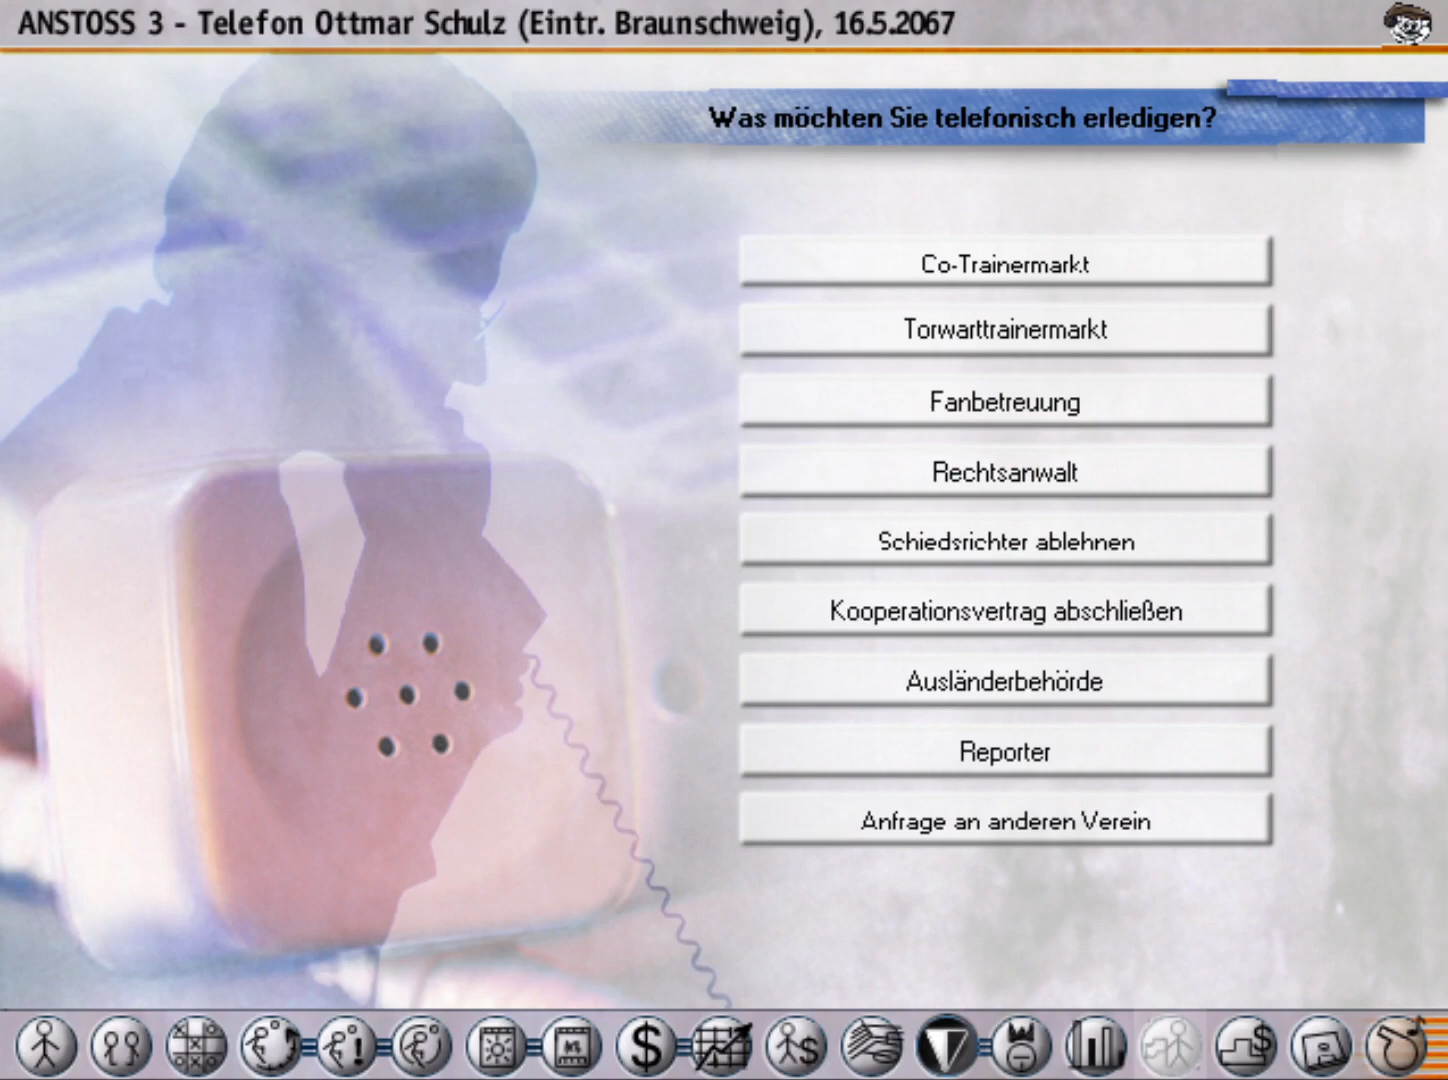 ANSTOSS 3 - Telefon Ottmar Schulz (Eintr. Braunschweig), 16.5.2067
Was möchten Sie telefonisch erledigen?
Co-Trainermarkt
Torwarttrainermarkt
Fanbetreuung
Rechtsanwalt
Schiedsrichter ablehnen
Kooperationsvertrag abschließen
Ausländerbehörde
Reporter
Anfrage an anderen Verein